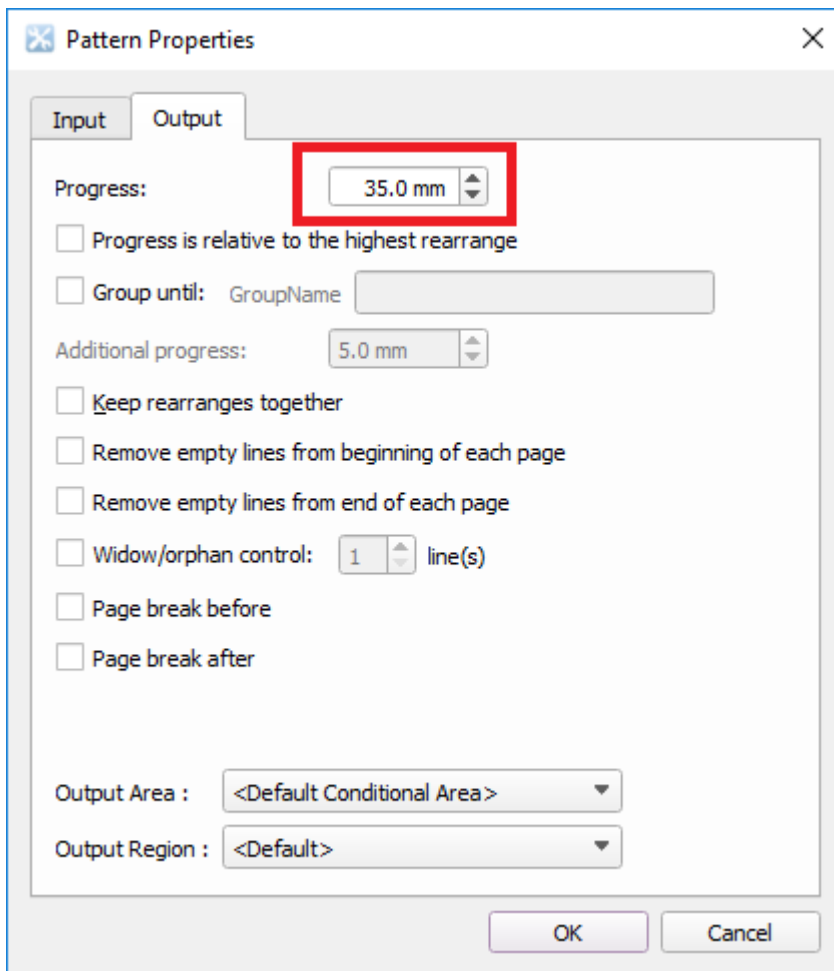 Pattern Properties
Input Output
Progress: 35.0 mm
Progress is relative to the highest rearrange
Group until: GroupName
Additional progress: 5.0 mm
Keep rearranges together
Remove empty lines from beginning of each page
Remove empty lines from end of each page
Widow/orphan control: 1 line(s)
Page break before
Page break after
Output Area : <Default Conditional Area>
Output Region : <Default>
OK Cancel